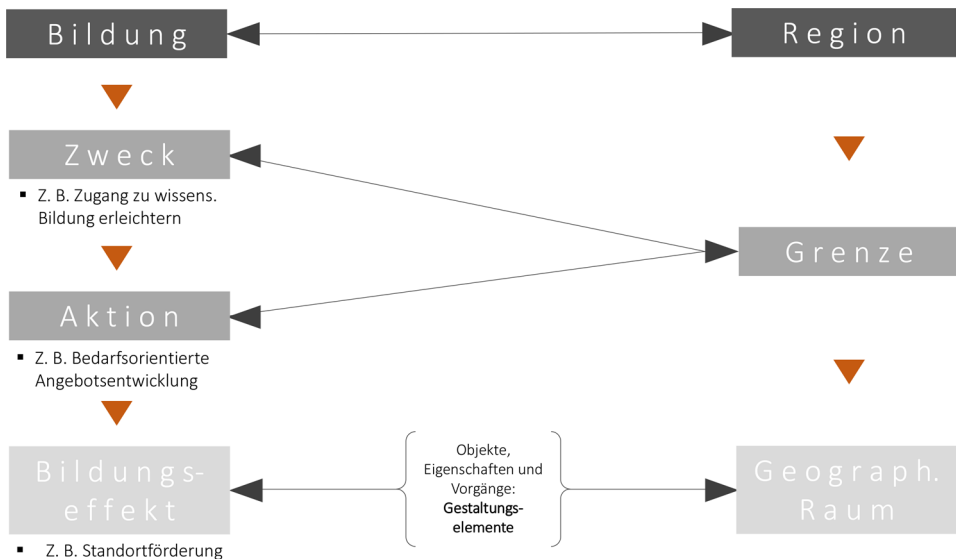 Bildung
Region
Zweck
▪ Z. B. Zugang zu wissens.
Bildung erleichtern
Grenze
Aktion
▪ Z. B. Bedarfsorientierte
Angebotsentwicklung
Bildungs-
effekt
Objekte,
Eigenschaften und
Vorgänge:
Gestaltungs-
elemente
Geograph.
Raum
▪ Z. B. Standortförderung